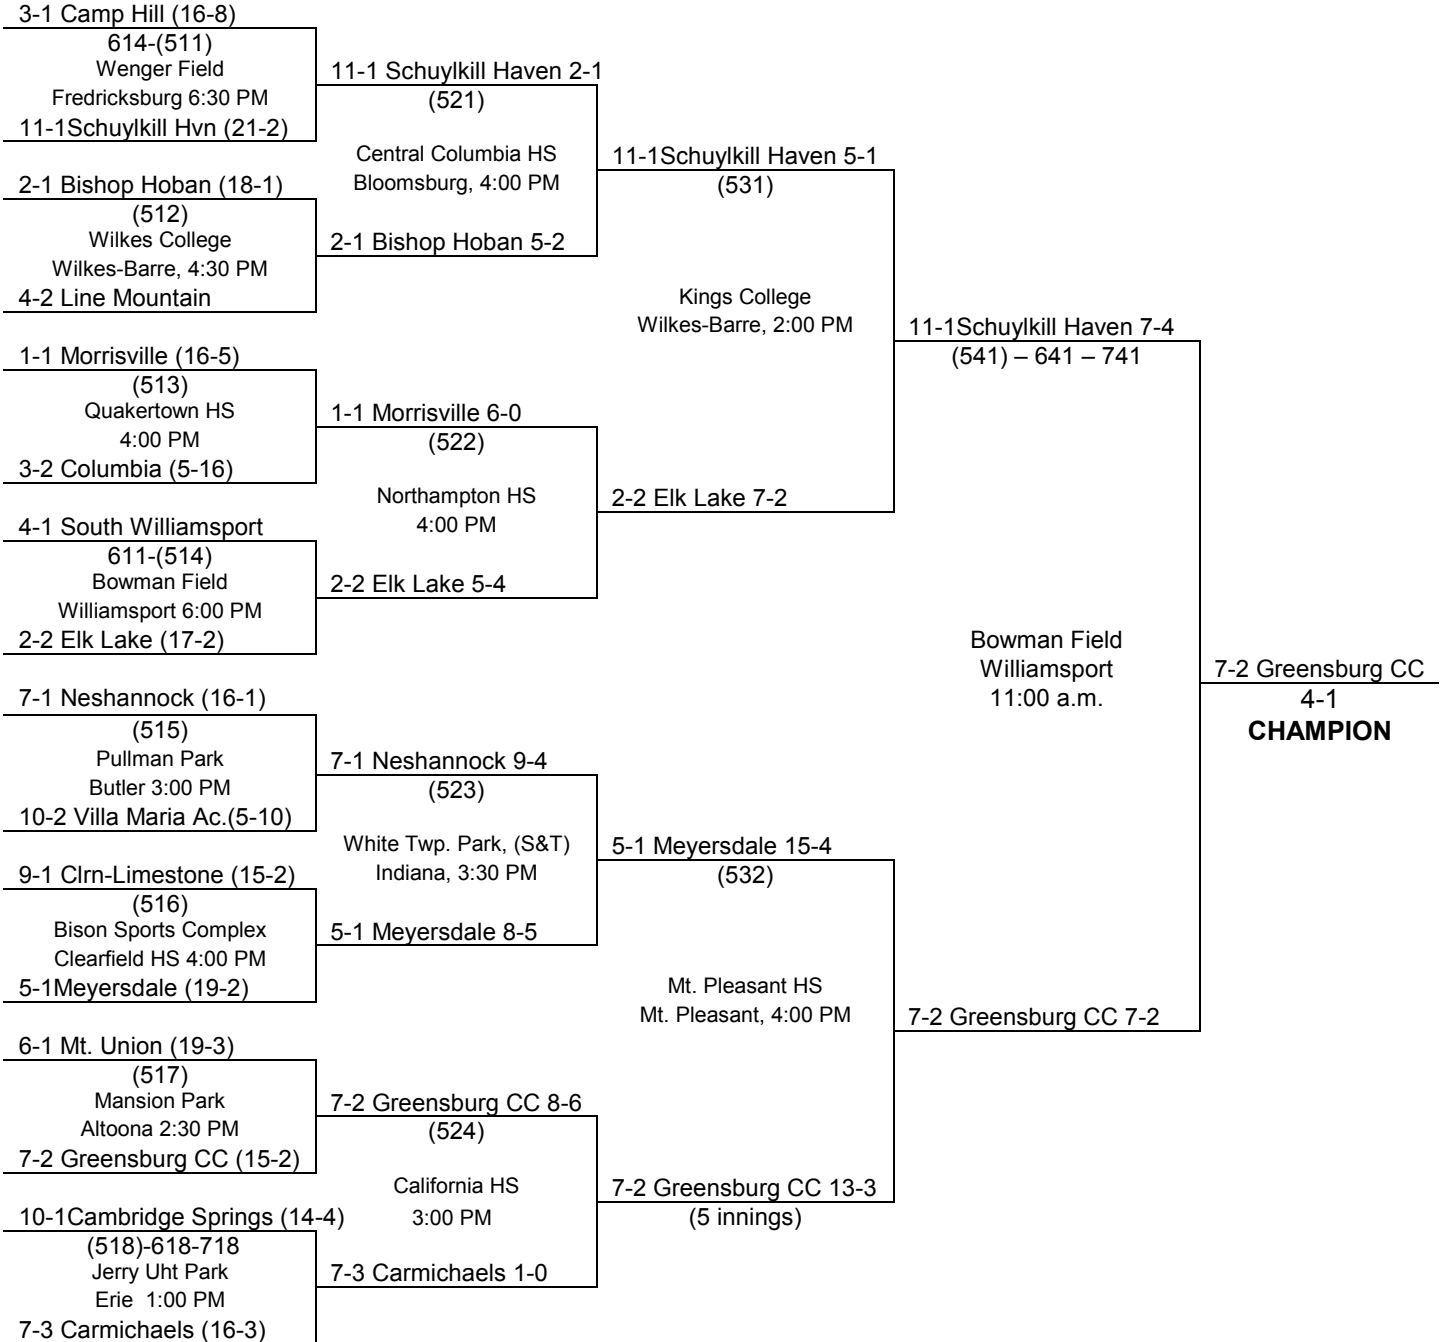 3-1 Camp Hill (16-8)
614-(511)
Wenger Field
Fredricksburg 6:30 PM
11-1Schuylkill Hvn (21-2)
2-1 Bishop Hoban (18-1)
(512)
Wilkes College
Wilkes-Barre, 4:30 PM
4-2 Line Mountain
1-1 Morrisville (16-5)
(513)
Quakertown HS
4:00 PM
3-2 Columbia (5-16)
4-1 South Williamsport
611-(514)
Bowman Field
Williamsport 6:00 PM
2-2 Elk Lake (17-2)
7-1 Neshannock (16-1)
(515)
Pullman Park
Butler 3:00 PM
10-2 Villa Maria Ac.(5-10)
9-1 Clrn-Limestone (15-2)
(516)
Bison Sports Complex
Clearfield HS 4:00 PM
5-1Meyersdale (19-2)
6-1 Mt. Union (19-3)
(517)
Mansion Park
Altoona 2:30 PM
7-2 Greensburg CC (15-2)
10-1Cambridge Springs (14-4)
(518)-618-718
Jerry Uht Park
Erie  1:00 PM
7-3 Carmichaels (16-3)
11-1 Schuylkill Haven 2-1
(521)
Central Columbia HS
Bloomsburg, 4:00 PM
2-1 Bishop Hoban 5-2
1-1 Morrisville 6-0
(522)
Northampton HS
4:00 PM
2-2 Elk Lake 5-4
7-1 Neshannock 9-4
(523)
White Twp. Park, (S&T)
Indiana, 3:30 PM
5-1 Meyersdale 8-5
7-2 Greensburg CC 8-6
(524)
California HS
3:00 PM
7-3 Carmichaels 1-0
11-1Schuylkill Haven 5-1
(531)
Kings College
Wilkes-Barre, 2:00 PM
2-2 Elk Lake 7-2
5-1 Meyersdale 15-4
(532)
Mt. Pleasant HS
Mt. Pleasant, 4:00 PM
7-2 Greensburg CC 13-3
(5 innings)
11-1Schuylkill Haven 7-4
(541) – 641 – 741
Bowman Field
Williamsport
11:00 a.m.
7-2 Greensburg CC 7-2
7-2 Greensburg CC
4-1
CHAMPION